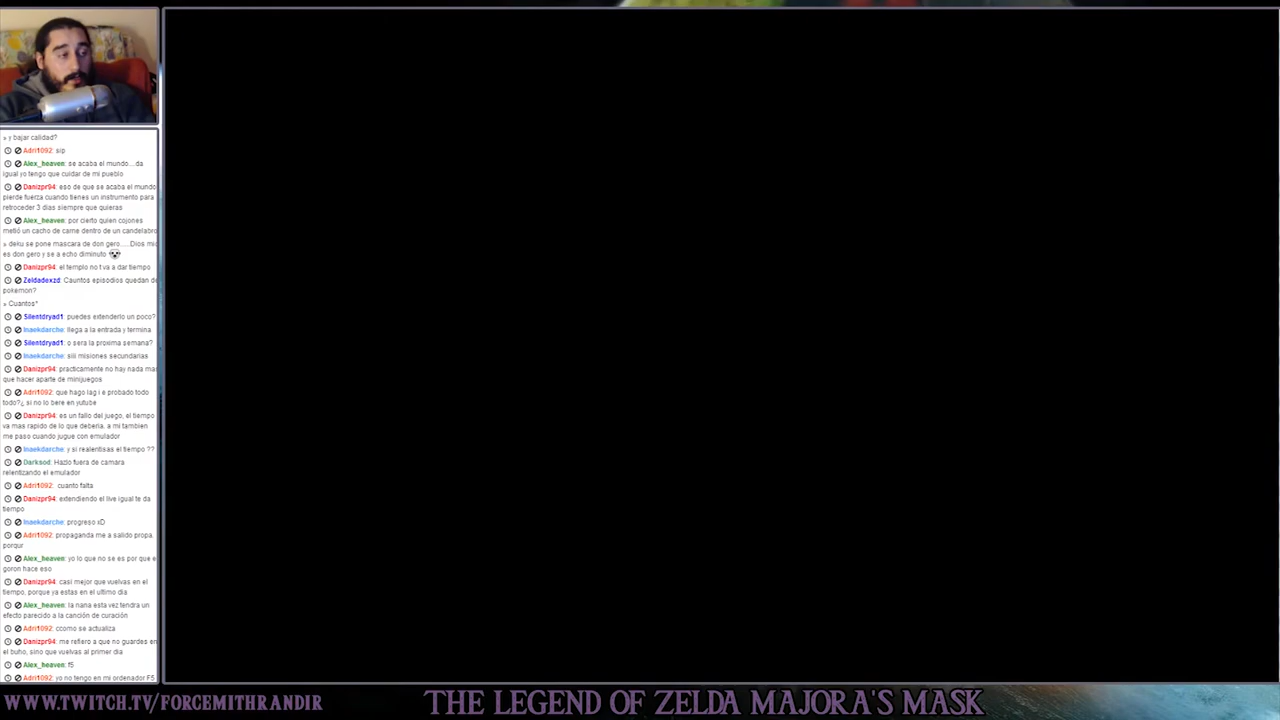 » y bajar calidad?
Adri1092: sip
Alex_heaven: se acaba el mundo....da
igual yo tengo que cuidar de mi pueblo
Danizpr94: eso de que se acaba el mundo
pierde fuerza cuando tienes un instrumento para
retroceder 3 dias siempre que quieras
Alex_heaven: por cierto quien cojones
metió un cacho de carne dentro de un candelabro
» deku se pone mascara de don gero.....Dios mio
es don gero y se a echo diminuto
Danizpr94: el templo no t va a dar tiempo
Zeldadexzd: Cauntos episodios quedan de
pokemon?
» Cuantos*
Silentdryad1: puedes extenderlo un poco?
Inaekdarche: llega a la entrada y termina
Silentdryad1: o sera la proxima semana?
Inaekdarche: siii misiones secundarias
Danizpr94: practicamente no hay nada mas
que hacer aparte de minijuegos
Adri1092: que hago lag i e probado todo
todo?¿ si no lo bere en yutube
Danizpr94: es un fallo del juego, el tiempo
va mas rapido de lo que deberia, a mi tambien
me paso cuando jugue con emulador
Inaekdarche: y si realentisas el tiempo ??
Darksod: Hazlo fuera de camara
relentizando el emulador
Adri1092: cuanto falta
Danizpr94: extendiendo el live igual te da
tiempo
Inaekdarche: progreso xD
Adri1092: propaganda me a salido propa.
porqur
Alex_heaven: yo lo que no se es por que e
goron hace eso
Danizpr94: casi mejor que vuelvas en el
tiempo, porque ya estas en el ultimo dia
Alex_heaven: la nana esta vez tendra un
efecto parecido a la canción de curación
Adri1092: ccomo se actualiza
Danizpr94: me refiero a que no guardes en
el buho, sino que vuelvas al primer dia
Alex_heaven: f5
Adri1092: yo no tengo en mi ordenador F5
WWW.TWITCH.TV/FORCEMITHRANDIR
THE LEGEND OF ZELDA MAJORA'S MASK